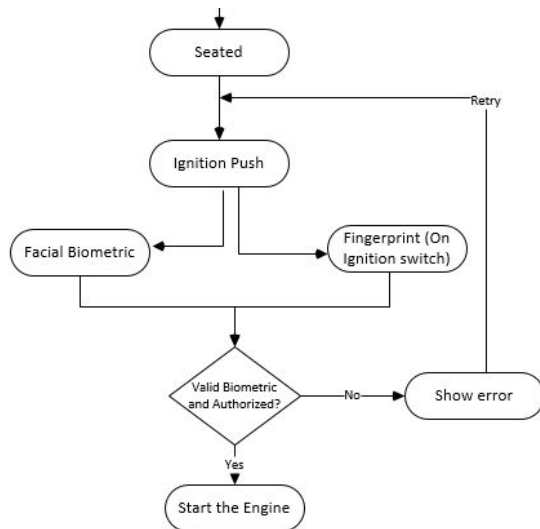 Seated
Retry
Ignition Push
Facial Biometric
Fingerprint (On
Ignition switch)
Valid Biometric
and Authorized?
No
Show error
Yes
Start the Engine